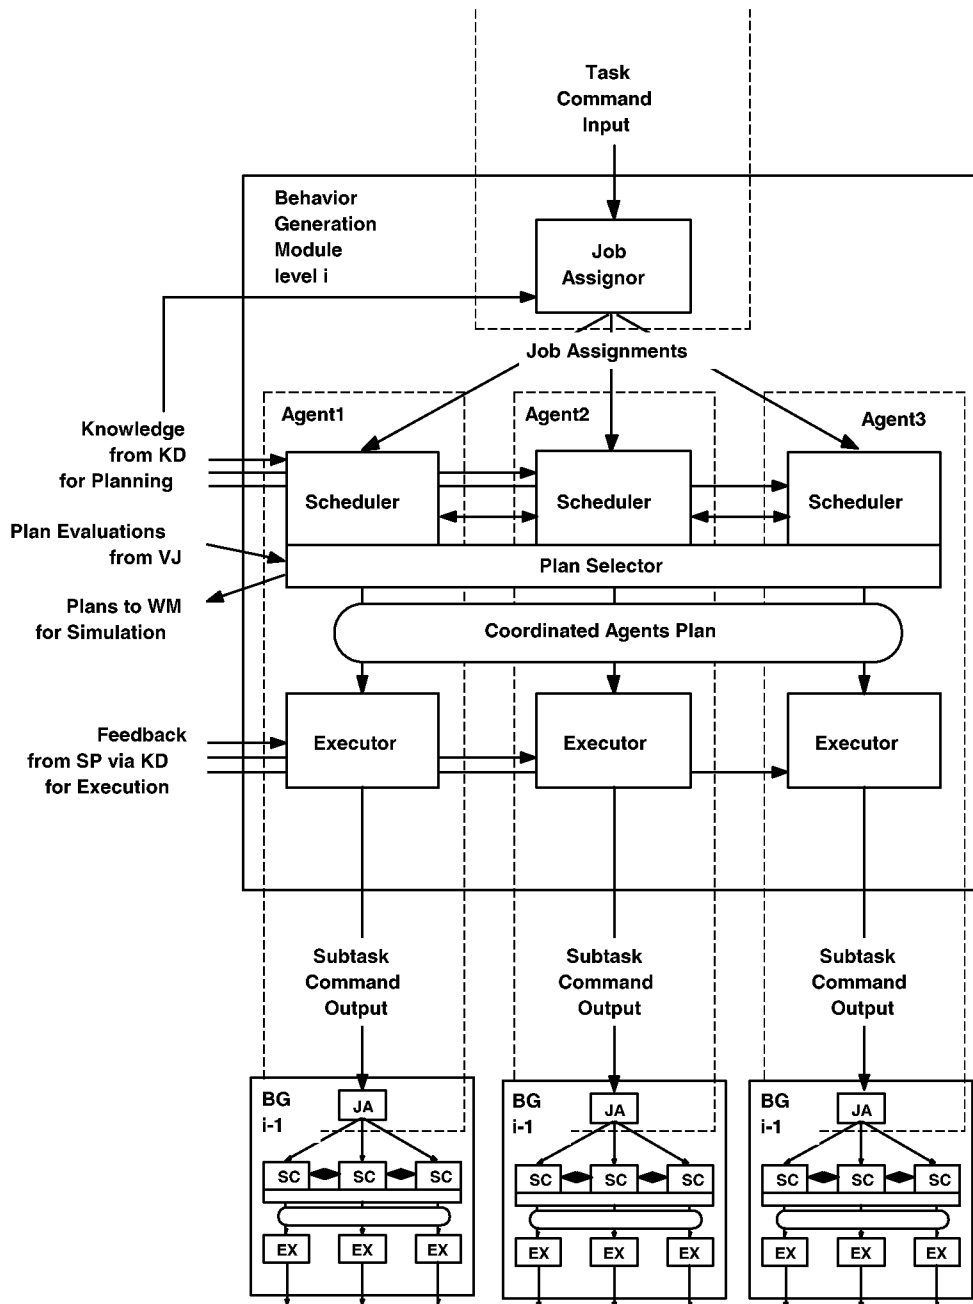 Task
Command
Input
Behavior
Generation
Module
level i
Job
Assignor
Job Assignments
Agent1
Agent2
Agent3
Knowledge
from KD
for Planning
Scheduler
Scheduler
Scheduler
Plan Evaluations
from VJ
Plan Selector
Plans to WM
for Simulation
Coordinated Agents Plan
Feedback
from SP via KD
for Execution
Executor
Executor
Executor
Subtask
Command
Output
Subtask
Command
Output
Subtask
Command
Output
BG
i-1
JA
SC
SC
SC
EX
EX
EX
BG
i-1
JA
SC
SC
SC
EX
EX
EX
BG
i-1
JA
SC
SC
SC
EX
EX
EX